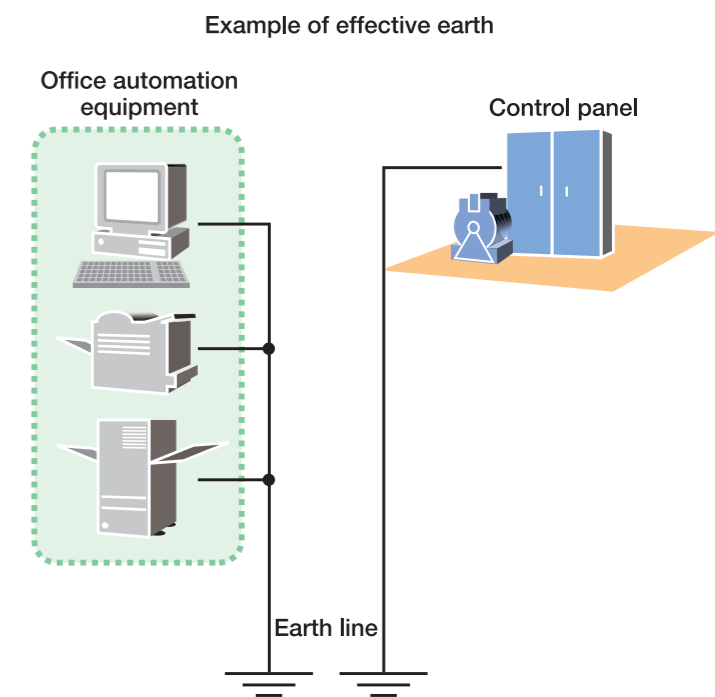 Example of effective earth
Office automation
equipment
Control panel
Earth line